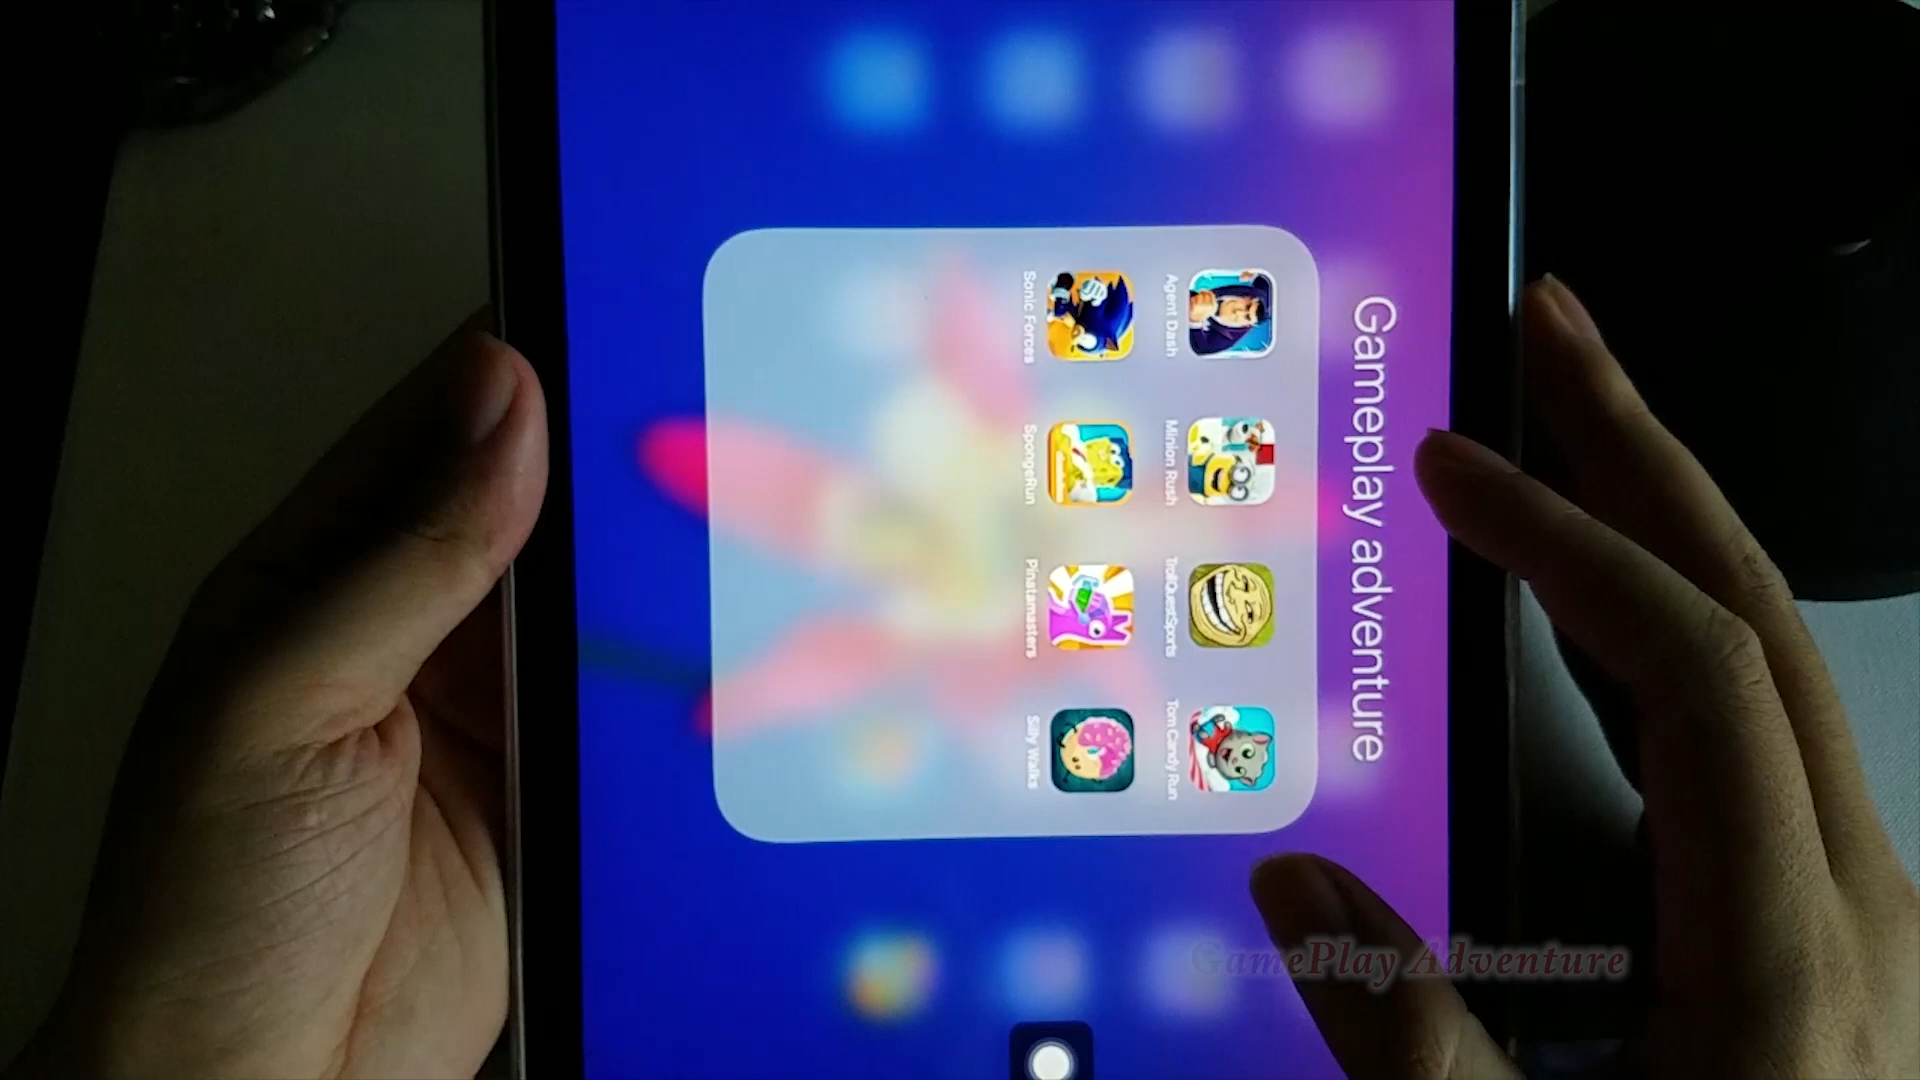 Gameplay adventure
Agent Dash
Minion Rush
TrollQuestSports
Tom Candy Run
Sonic Forces
SpongeRun
Pinatamasters
Silly Walks
GamePlay Adventure